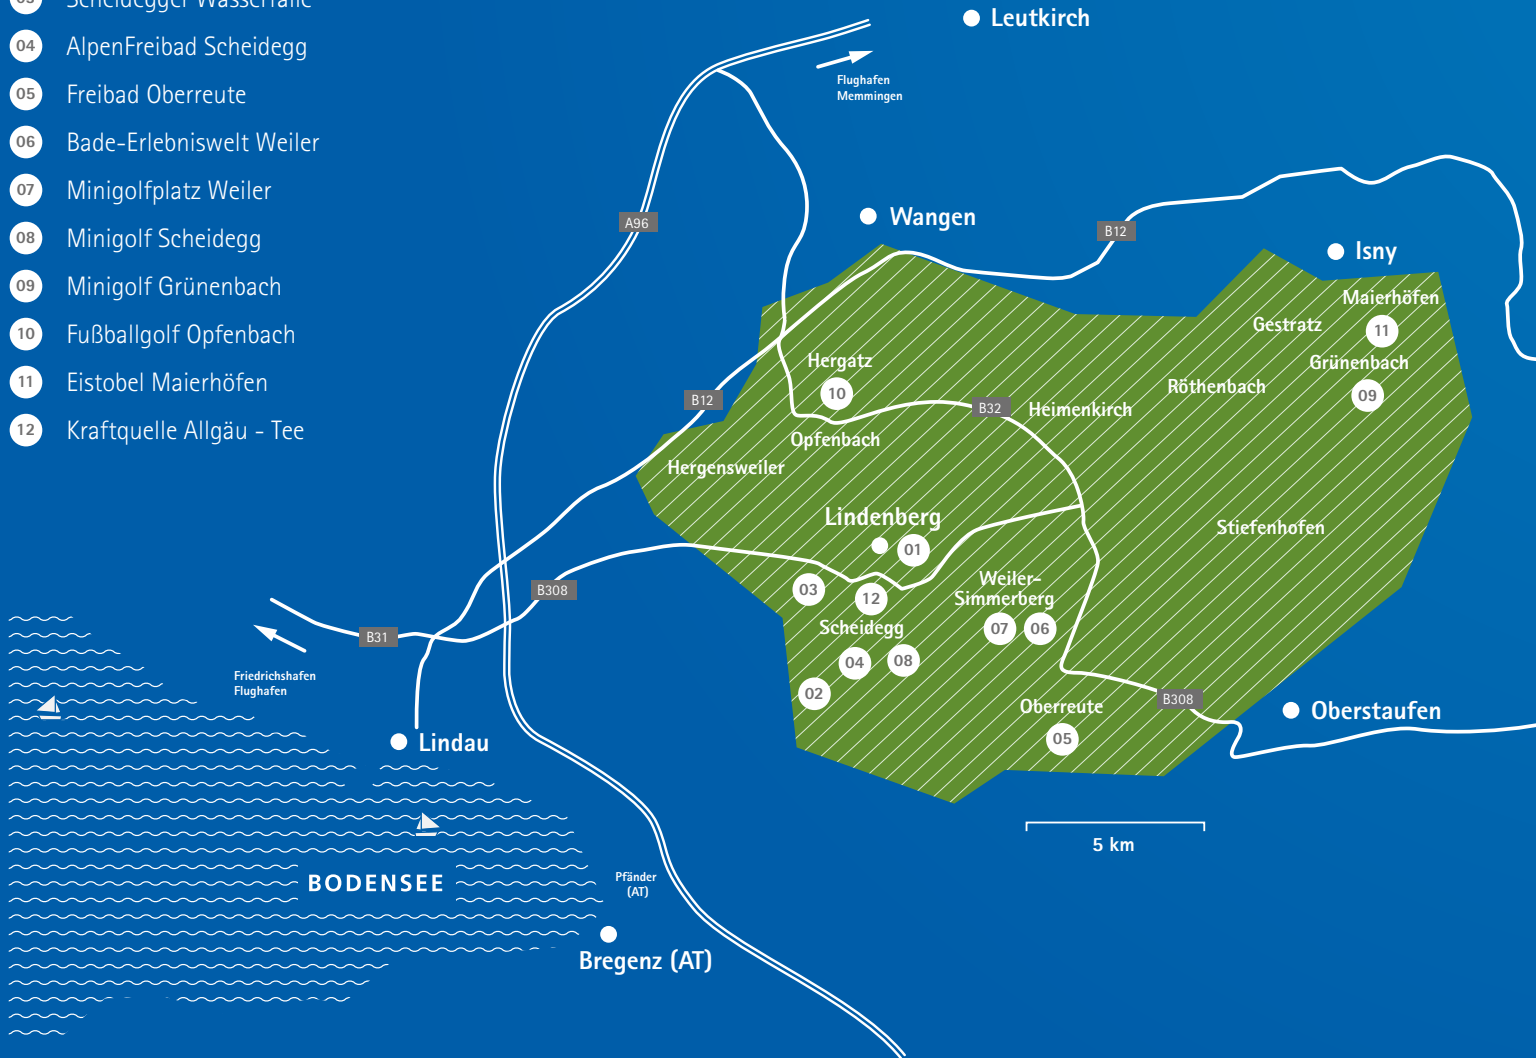 03 Scheidegger Wasserfälle
04 AlpenFreibad Scheidegg
05 Freibad Oberreute
06 Bade-Erlebniswelt Weiler
07 Minigolfplatz Weiler
08 Minigolf Scheidegg
09 Minigolf Grünenbach
10 Fußballgolf Opfenbach
11 Eistobel Maierhöfen
12 Kraftquelle Allgäu - Tee
Leutkirch
Flughafen
Memmingen
A96
Wangen
B12
Isny
Maierhöfen
11
Gestratz
Grünenbach
09
Röthenbach
Hergatz
10
B12
B32
Heimenkirch
Opfenbach
Hergensweiler
Lindenberg
01
Stiefenhofen
B308
03
12
Weiler-
Simmerberg
07
06
Scheidegg
04
08
02
B31
Friedrichshafen
Flughafen
Oberreute
05
B308
Oberstaufen
Lindau
5 km
BODENSEE
Pfänder
(AT)
Bregenz (AT)